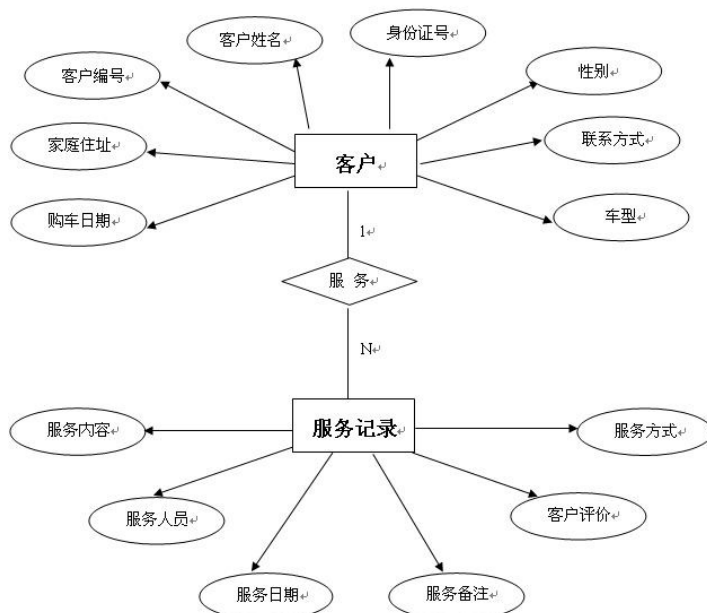 客户姓名
身份证号
客户编号
性别
家庭住址
联系方式
客户
购车日期
车型
1
服 务
N
服务记录
服务内容
服务方式
服务人员
客户评价
服务日期
服务备注